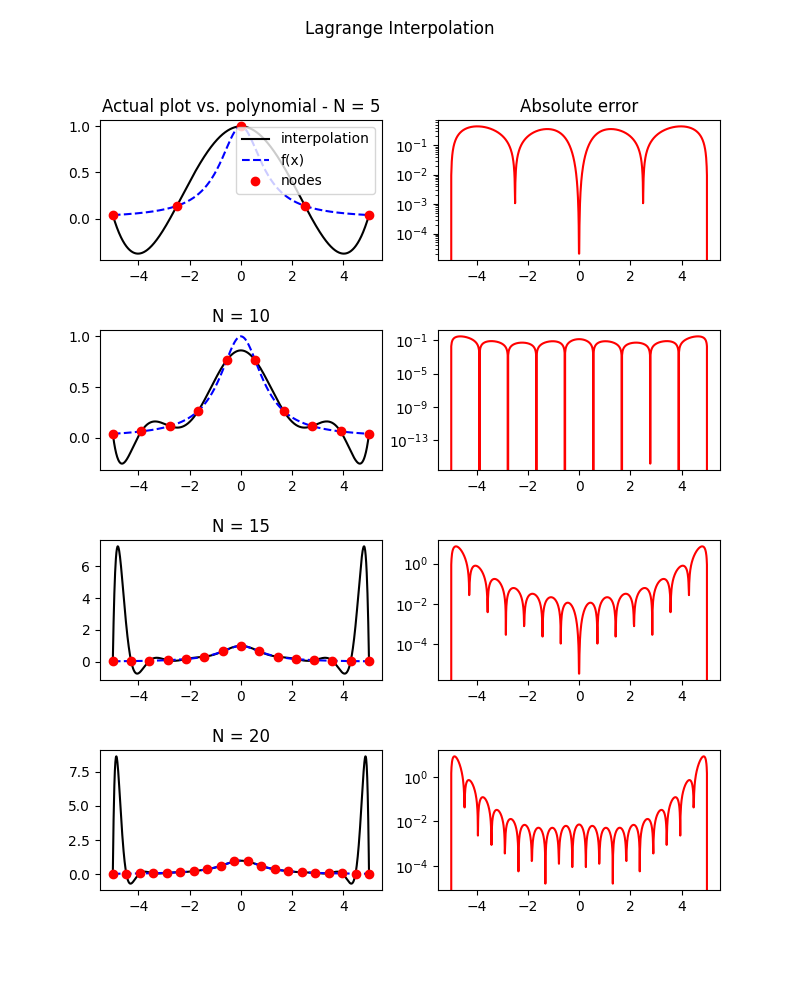 Lagrange Interpolation
Actual plot vs. polynomial - N = 5
1.0
0.5
0.0
interpolation
f(x)
nodes
−4 −2 0 2 4
Absolute error
10⁻¹
10⁻²
10⁻³
10⁻⁴
−4 −2 0 2 4
N = 10
1.0
0.5
0.0
−4 −2 0 2 4
10⁻¹
10⁻⁵
10⁻⁹
10⁻¹³
−4 −2 0 2 4
N = 15
6
4
2
0
−4 −2 0 2 4
10⁰
10⁻²
10⁻⁴
−4 −2 0 2 4
N = 20
7.5
5.0
2.5
0.0
−4 −2 0 2 4
10⁰
10⁻²
10⁻⁴
−4 −2 0 2 4